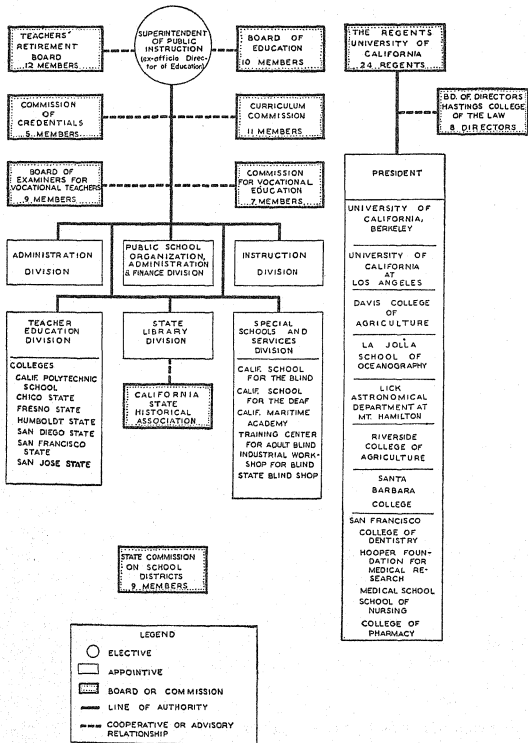 TEACHERS'
RETIREMENT
BOARD
12 MEMBERS
SUPERINTENDENT
OF PUBLIC
INSTRUCTION
(ex-officio Direc-
tor of Education)
BOARD OF
EDUCATION
10 MEMBERS
THE REGENTS
UNIVERSITY OF
CALIFORNIA
24 REGENTS
COMMISSION
OF
CREDENTIALS
5 MEMBERS
CURRICULUM
COMMISSION
11 MEMBERS
BD. OF DIRECTORS
HASTINGS COLLEGE
OF THE LAW
8 DIRECTORS
BOARD OF
EXAMINERS FOR
VOCATIONAL TEACHERS
9 MEMBERS
COMMISSION
FOR VOCATIONAL
EDUCATION
7 MEMBERS
ADMINISTRATION
DIVISION
PUBLIC SCHOOL
ORGANIZATION,
ADMINISTRATION
& FINANCE DIVISION
INSTRUCTION
DIVISION
TEACHER
EDUCATION
DIVISION
COLLEGES
CALIF. POLYTECHNIC
SCHOOL
CHICO STATE
FRESNO STATE
HUMBOLDT STATE
SAN DIEGO STATE
SAN FRANCISCO
STATE
SAN JOSE STATE
STATE
LIBRARY
DIVISION
CALIFORNIA
STATE
HISTORICAL
ASSOCIATION
SPECIAL
SCHOOLS AND
SERVICES
DIVISION
CALIF. SCHOOL
FOR THE BLIND
CALIF. SCHOOL
FOR THE DEAF
CALIF. MARITIME
ACADEMY
TRAINING CENTER
FOR ADULT BLIND
INDUSTRIAL WORK-
SHOP FOR BLIND
STATE BLIND SHOP
PRESIDENT
UNIVERSITY OF
CALIFORNIA,
BERKELEY
UNIVERSITY
OF
CALIFORNIA
AT
LOS ANGELES
DAVIS COLLEGE
OF
AGRICULTURE
LA JOLLA
SCHOOL OF
OCEANOGRAPHY
LICK
ASTRONOMICAL
DEPARTMENT AT
MT. HAMILTON
RIVERSIDE
COLLEGE OF
AGRICULTURE
SANTA
BARBARA
COLLEGE
SAN FRANCISCO
COLLEGE OF
DENTISTRY
HOOPER FOUN-
DATION FOR
MEDICAL RE-
SEARCH
MEDICAL SCHOOL
SCHOOL OF
NURSING
COLLEGE OF
PHARMACY
STATE COMMISSION
ON SCHOOL
DISTRICTS
9 MEMBERS
LEGEND
ELECTIVE
APPOINTIVE
BOARD OR COMMISSION
LINE OF AUTHORITY
COOPERATIVE OR ADVISORY
RELATIONSHIP